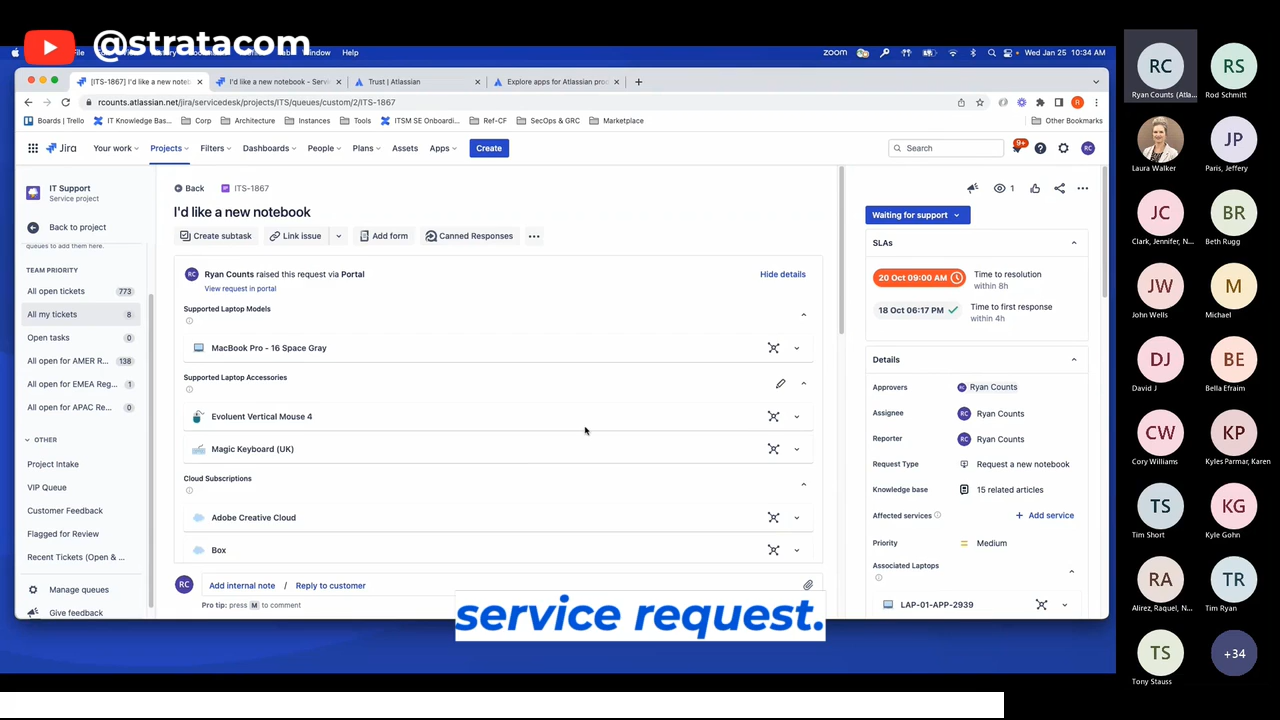 @stratacom
File
Window Help
zoom
Wed Jan 25 10:34 AM
[ITS-1867] I'd like a new noteb
I'd like a new notebook - Servi
Trust | Atlassian
Explore apps for Atlassian pro
rcounts.atlassian.net/jira/servicedesk/projects/ITS/queues/custom/2/ITS-1867
R
Boards | Trello
IT Knowledge Bas...
Corp
Architecture
Instances
Tools
ITSM SE Onboardi...
Ref-CF
SecOps & GRC
Marketplace
Other Bookmarks
Jira
Your work
Projects
Filters
Dashboards
People
Plans
Assets
Apps
Create
Search
9+
RC
IT Support
Service project
Back to project
queues to add them here.
TEAM PRIORITY
All open tickets 773
All my tickets 8
Open tasks 0
All open for AMER R... 138
All open for EMEA Reg... 1
All open for APAC Re... 0
OTHER
Project Intake
VIP Queue
Customer Feedback
Flagged for Review
Recent Tickets (Open & ...
Manage queues
Give feedback
Back
ITS-1867
I'd like a new notebook
Create subtask
Link issue
Add form
Canned Responses
RC
Ryan Counts raised this request via Portal
Hide details
View request in portal
Supported Laptop Models
MacBook Pro - 16 Space Gray
Supported Laptop Accessories
Evoluent Vertical Mouse 4
Magic Keyboard (UK)
Cloud Subscriptions
Adobe Creative Cloud
Box
RC
Add internal note / Reply to customer
Pro tip: press M to comment
1
Waiting for support
SLAs
20 Oct 09:00 AM
Time to resolution
within 8h
18 Oct 06:17 PM
Time to first response
within 4h
Details
Approvers
RC Ryan Counts
Assignee
RC Ryan Counts
Reporter
RC Ryan Counts
Request Type
Request a new notebook
Knowledge base
15 related articles
Affected services
+ Add service
Priority
Medium
Associated Laptops
LAP-01-APP-2939
service request.
RC
Ryan Counts (Atla...
RS
Rod Schmitt
Laura Walker
JP
Paris, Jeffery
JC
Clark, Jennifer, N...
BR
Beth Rugg
JW
John Wells
M
Michael
DJ
David J
BE
Bella Efraim
CW
Cory Williams
KP
Kyles Parmar, Karen
TS
Tim Short
KG
Kyle Gohn
RA
Alirez, Raquel, N...
TR
Tim Ryan
TS
Tony Stauss
+34